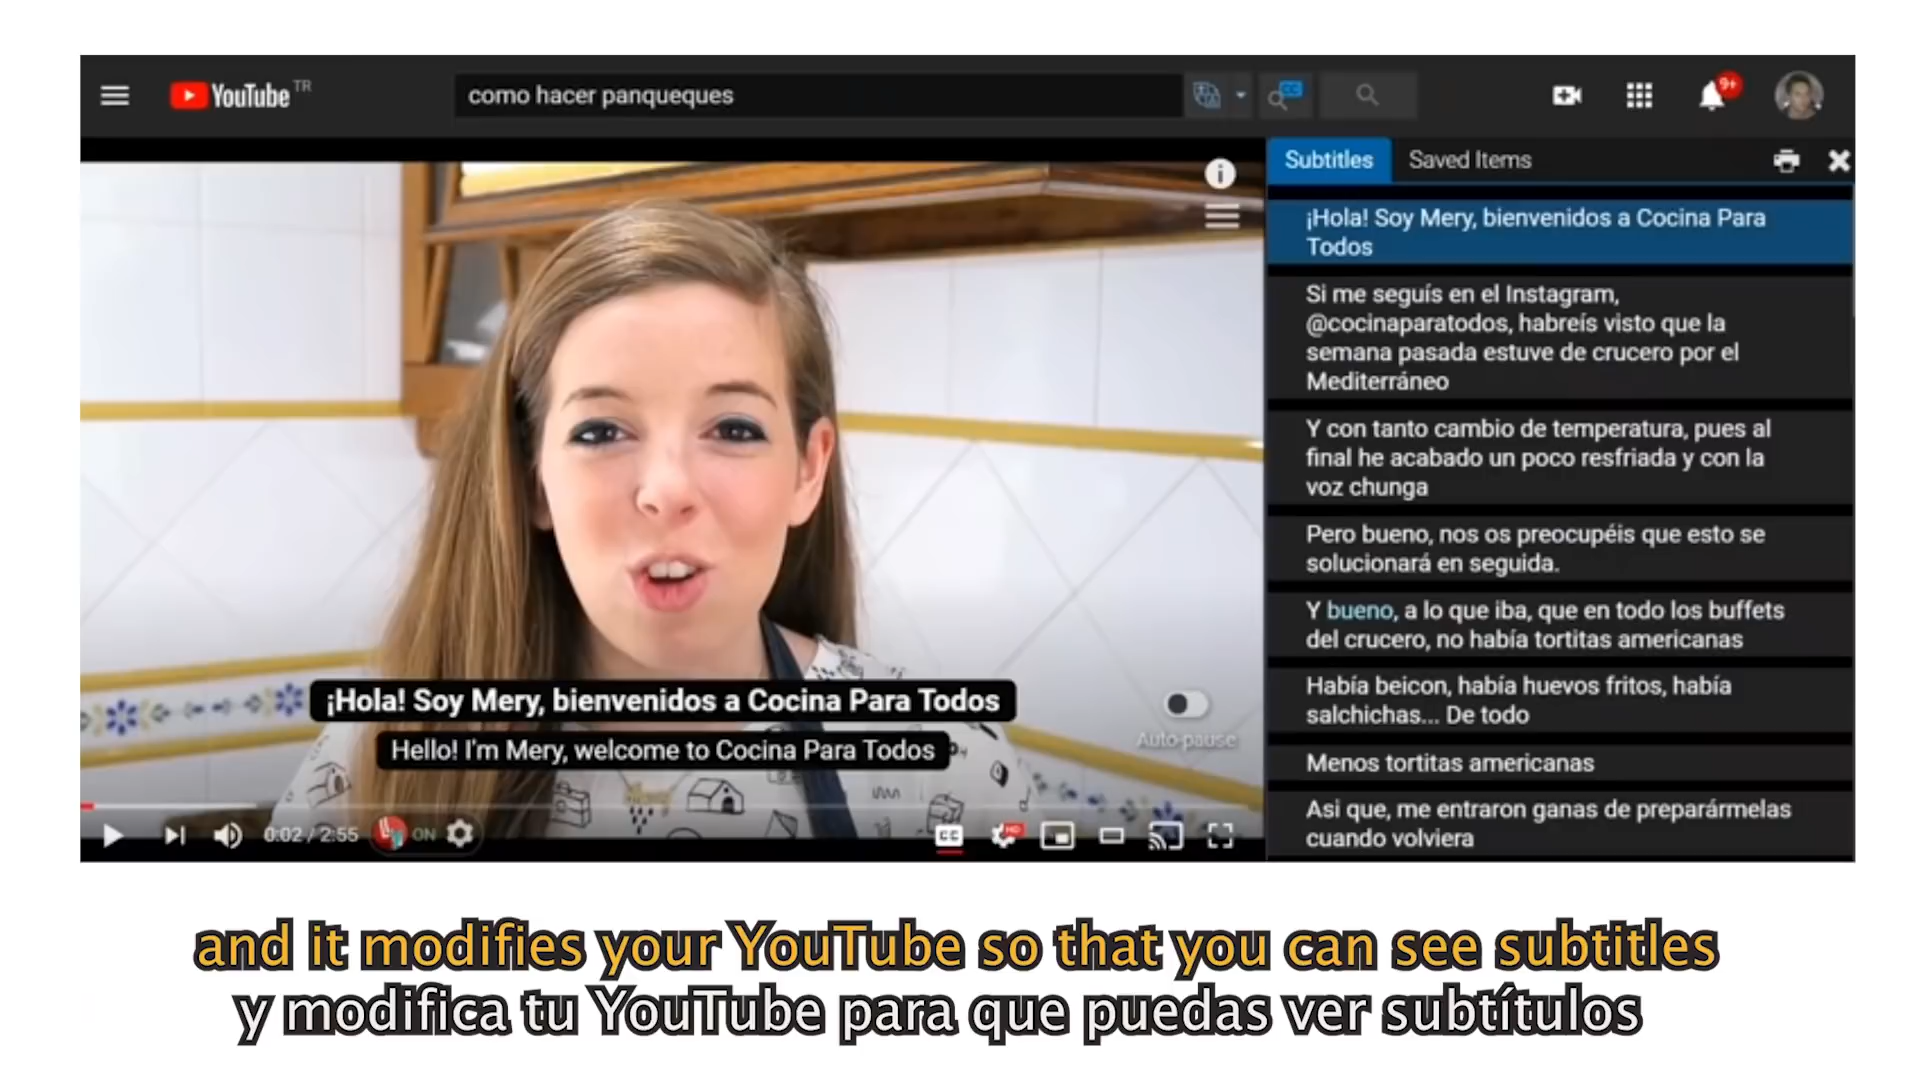 YouTube TR
como hacer panqueques
CC
9+
Subtitles
Saved Items
¡Hola! Soy Mery, bienvenidos a Cocina Para
Todos
Si me seguís en el Instagram,
@cocinaparatodos, habreís visto que la
semana pasada estuve de crucero por el
Mediterráneo
Y con tanto cambio de temperatura, pues al
final he acabado un poco resfriada y con la
voz chunga
Pero bueno, nos os preocupéis que esto se
solucionará en seguida.
Y bueno, a lo que iba, que en todo los buffets
del crucero, no había tortitas americanas
Había beicon, había huevos fritos, había
salchichas... De todo
Menos tortitas americanas
Asi que, me entraron ganas de preparármelas
cuando volviera
¡Hola! Soy Mery, bienvenidos a Cocina Para Todos
Hello! I'm Mery, welcome to Cocina Para Todos
Auto-pause
0:02 / 2:55
ON
CC
HD
and it modifies your YouTube so that you can see subtitles
y modifica tu YouTube para que puedas ver subtítulos